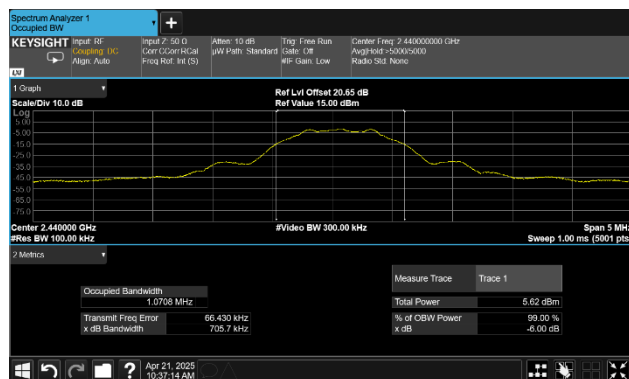 Spectrum Analyzer 1
Occupied BW
+
KEYSIGHT Input: RF Input Z: 50 Ω Atten: 10 dB Trig: Free Run Center Freq: 2.440000000 GHz
Coupling: DC Corr CCorr RCal µW Path: Standard Gate: Off Avg|Hold:>5000/5000
Align: Auto Freq Ref: Int (S) #IF Gain: Low Radio Std: None
LXI
1 Graph
Ref Lvl Offset 20.65 dB
Scale/Div 10.0 dB Ref Value 15.00 dBm
Log
5.00
-5.00
-15.0
-25.0
-35.0
-45.0
-55.0
-65.0
-75.0
Center 2.440000 GHz #Video BW 300.00 kHz Span 5 MHz
#Res BW 100.00 kHz Sweep 1.00 ms (5001 pts
2 Metrics
Measure Trace Trace 1
Occupied Bandwidth
1.0708 MHz
Total Power 5.62 dBm
Transmit Freq Error 66.430 kHz % of OBW Power 99.00 %
x dB Bandwidth 705.7 kHz x dB -6.00 dB
? Apr 21, 2025
10:37:14 AM